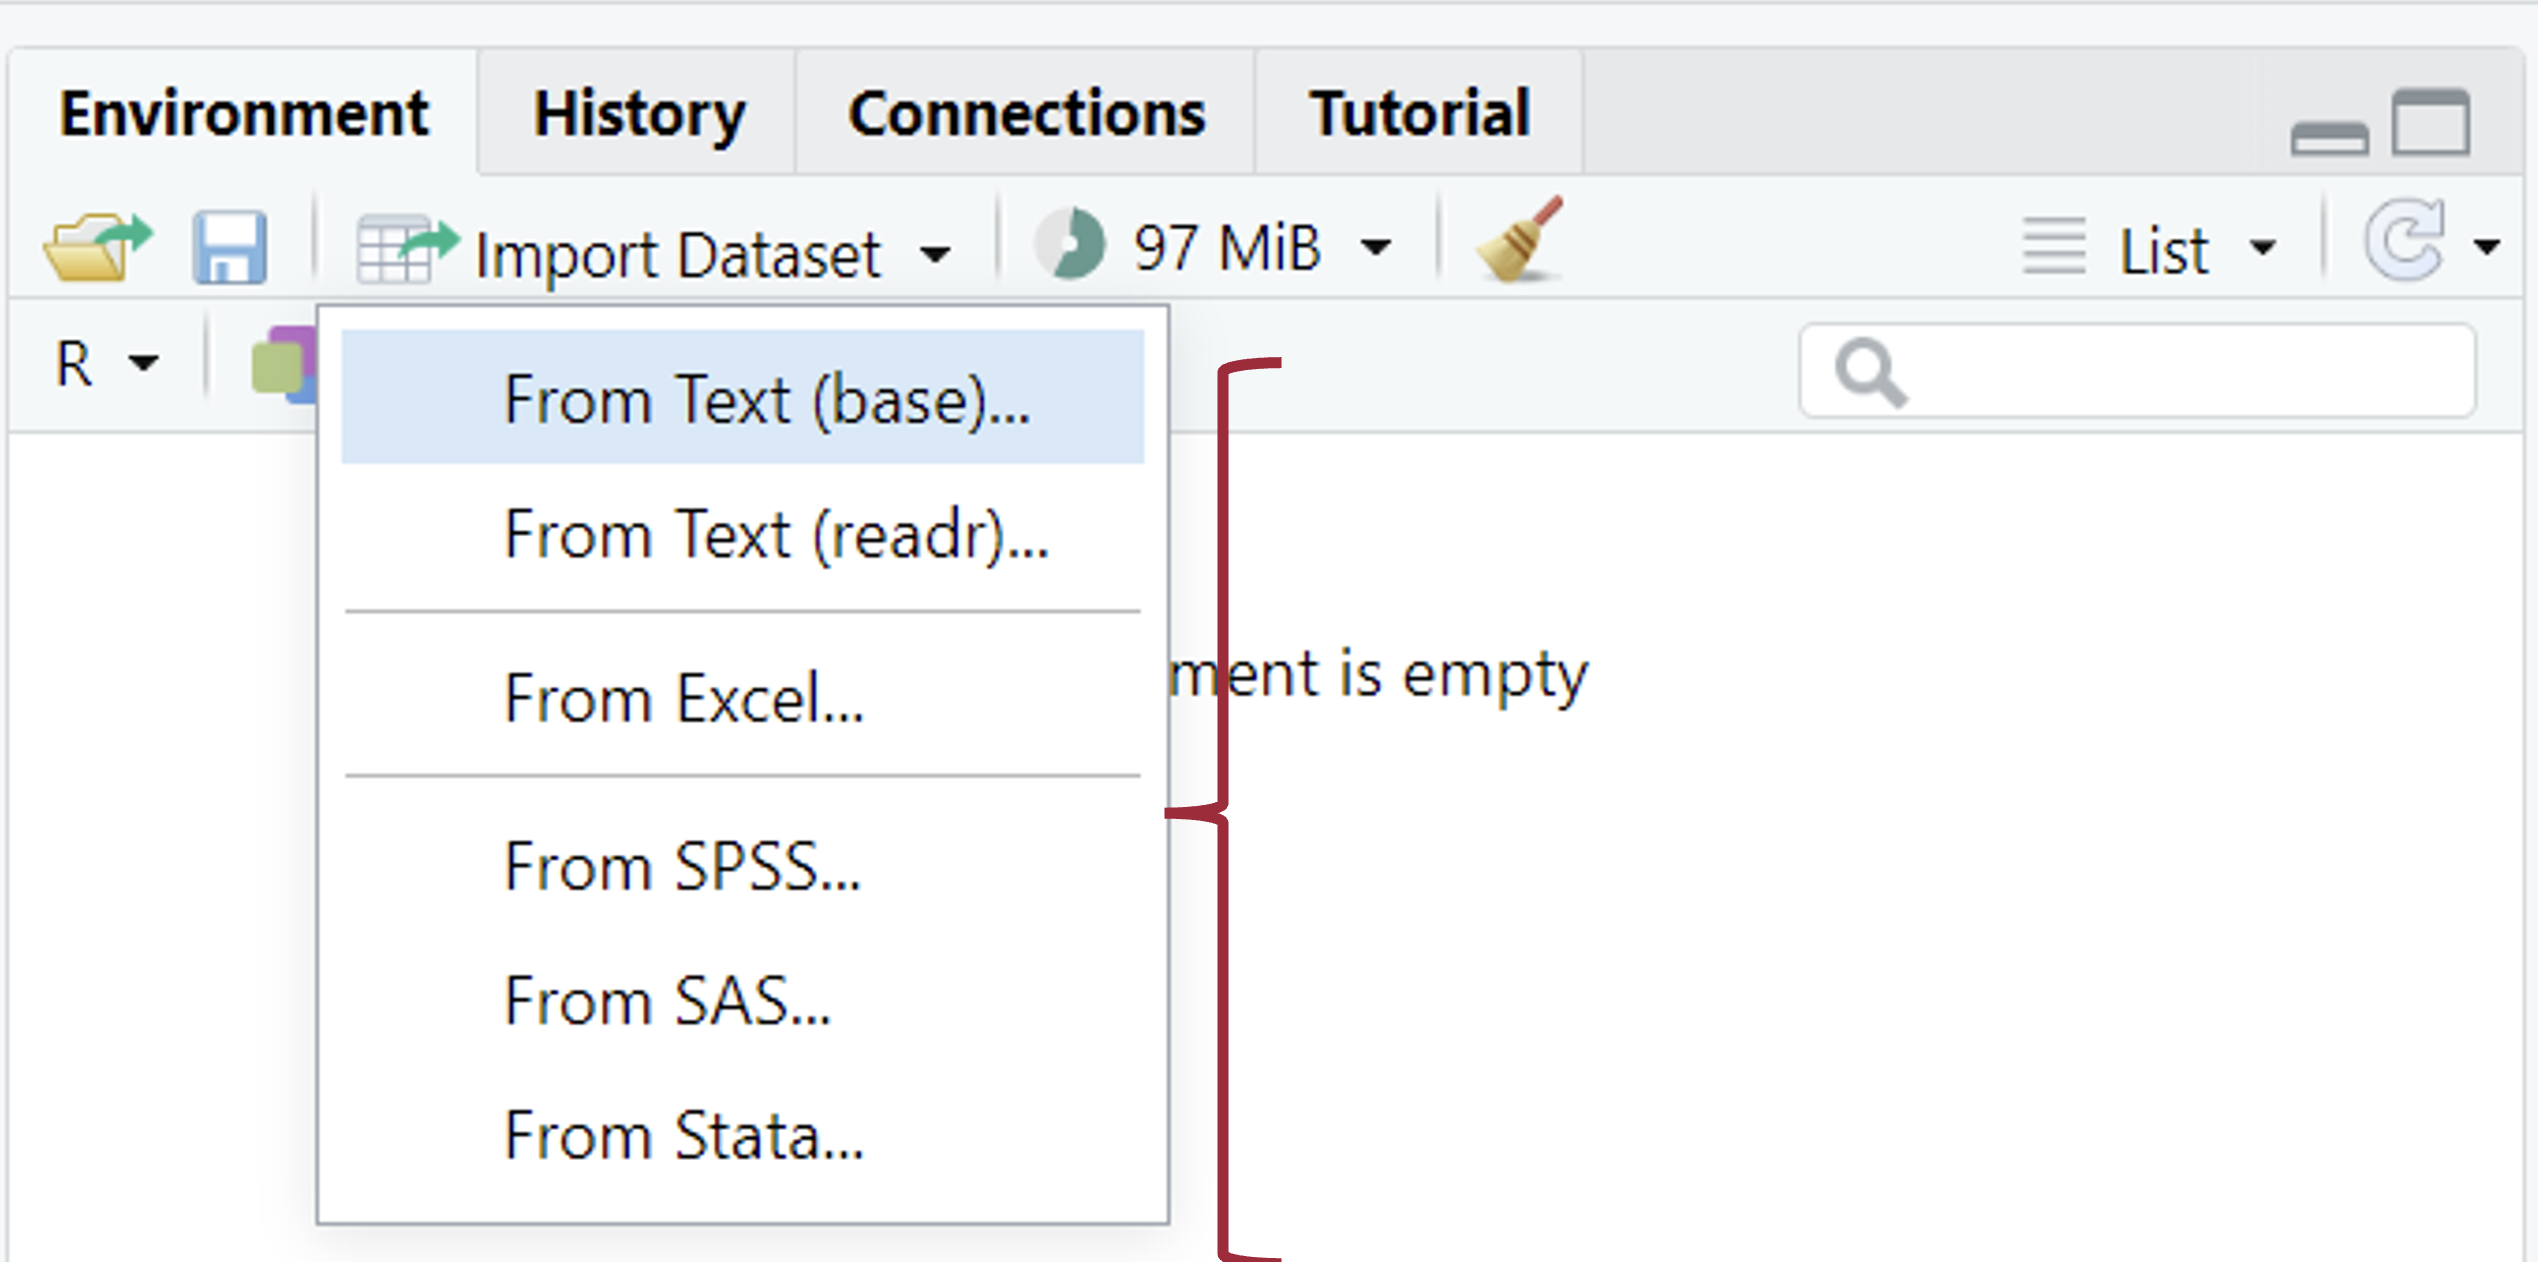 Environment History Connections Tutorial
Import Dataset 97 MiB List
R
From Text (base)...
From Text (readr)...
ment is empty
From Excel...
From SPSS...
From SAS...
From Stata...